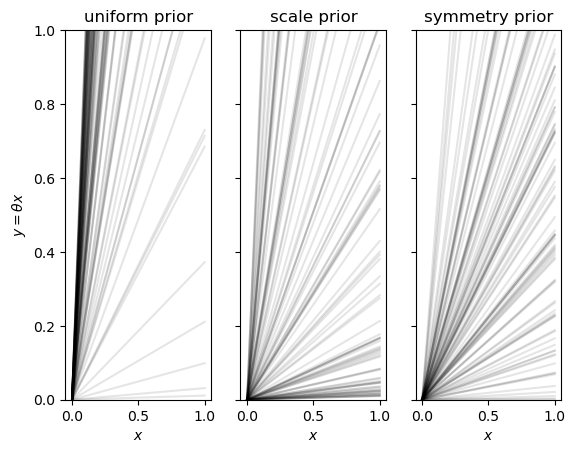 uniform prior
scale prior
symmetry prior
1.0
0.8
0.6
0.4
0.2
0.0
y = θx
0.0 0.5 1.0
0.0 0.5 1.0
0.0 0.5 1.0
x
x
x